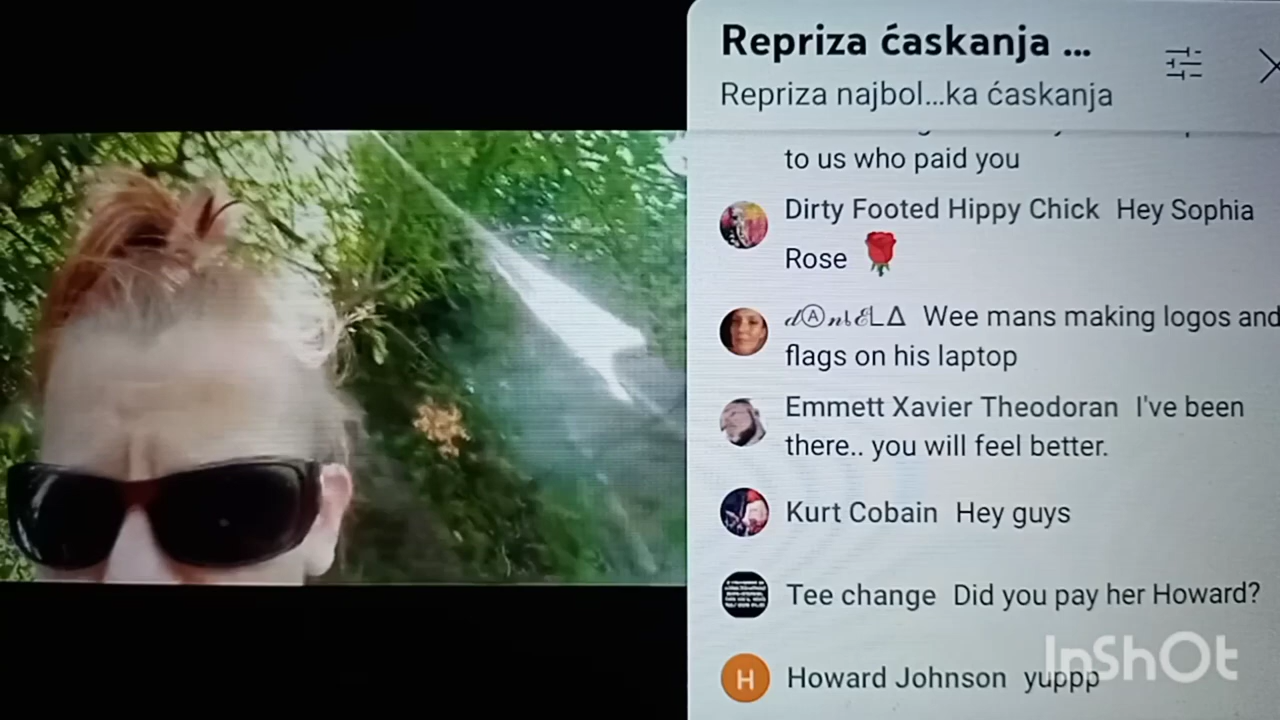 Repriza ćaskanja ...
Repriza najbol...ka ćaskanja
to us who paid you
Dirty Footed Hippy Chick Hey Sophia
Rose 🌹
𝒹Ⓐ𝓃𝒾ℰLΔ Wee mans making logos and
flags on his laptop
Emmett Xavier Theodoran I've been
there.. you will feel better.
Kurt Cobain Hey guys
Tee change Did you pay her Howard?
H Howard Johnson yuppp
InShOt